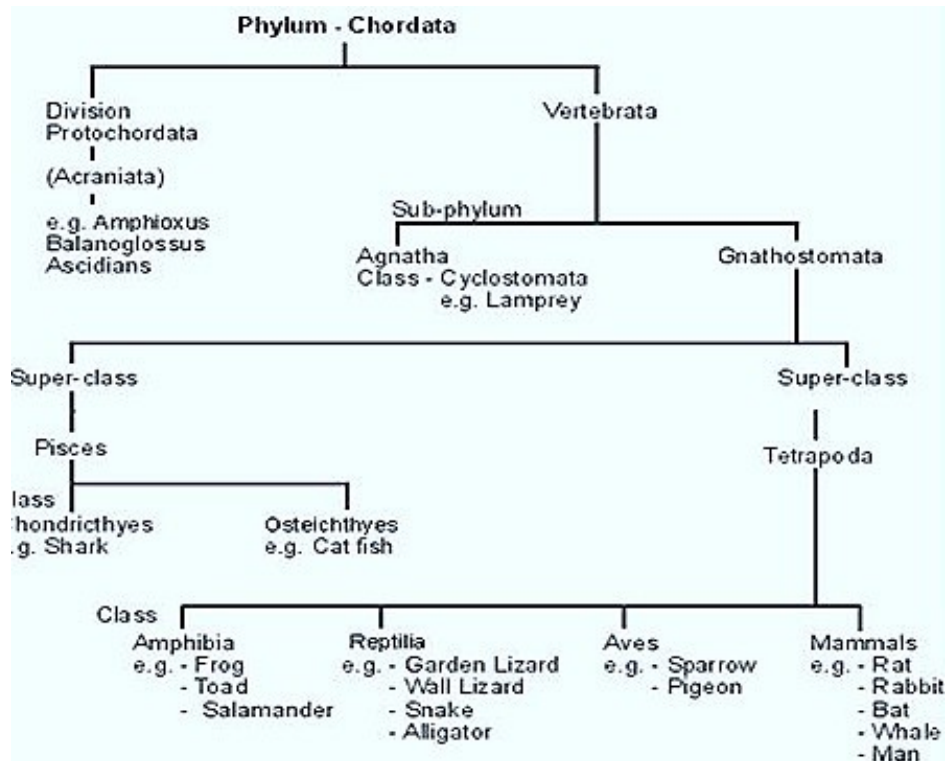 Phylum - Chordata
Division
Protochordata
Vertebrata
(Acraniata)
e.g. Amphioxus
Balanoglossus
Ascidians
Sub-phylum
Agnatha
Class - Cyclostomata
e.g. Lamprey
Gnathostomata
Super-class
Super-class
Pisces
Tetrapoda
lass
hondricthyes
.g. Shark
Osteichthyes
e.g. Cat fish
Class
Amphibia
e.g. - Frog
- Toad
- Salamander
Reptilia
e.g. - Garden Lizard
- Wall Lizard
- Snake
- Alligator
Aves
e.g. - Sparrow
- Pigeon
Mammals
e.g. - Rat
- Rabbit
- Bat
- Whale
- Man